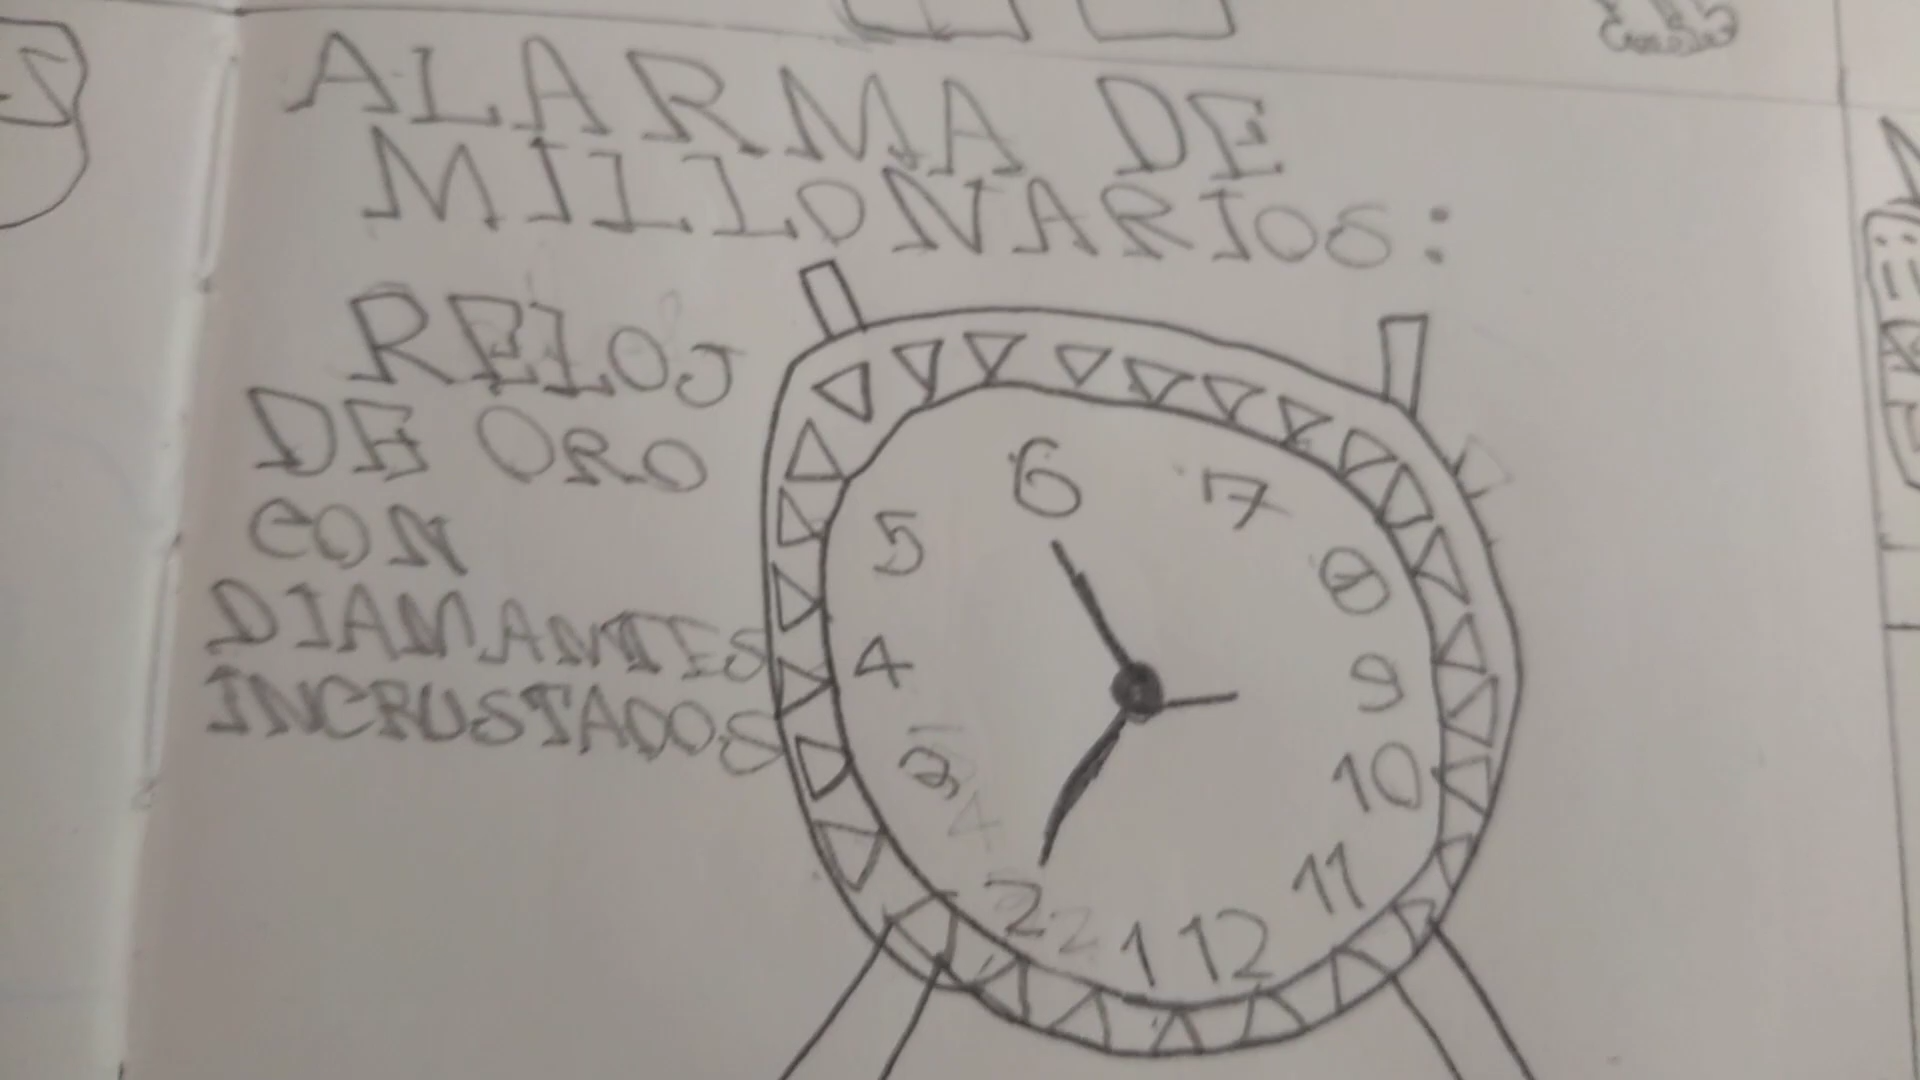 ALARMA DE
MILLONARIOS:
RELOJ
DE ORO
CON
DIAMANTES
INCRUSTADOS
6
7
5
8
4
9
3
10
11
2
1
12